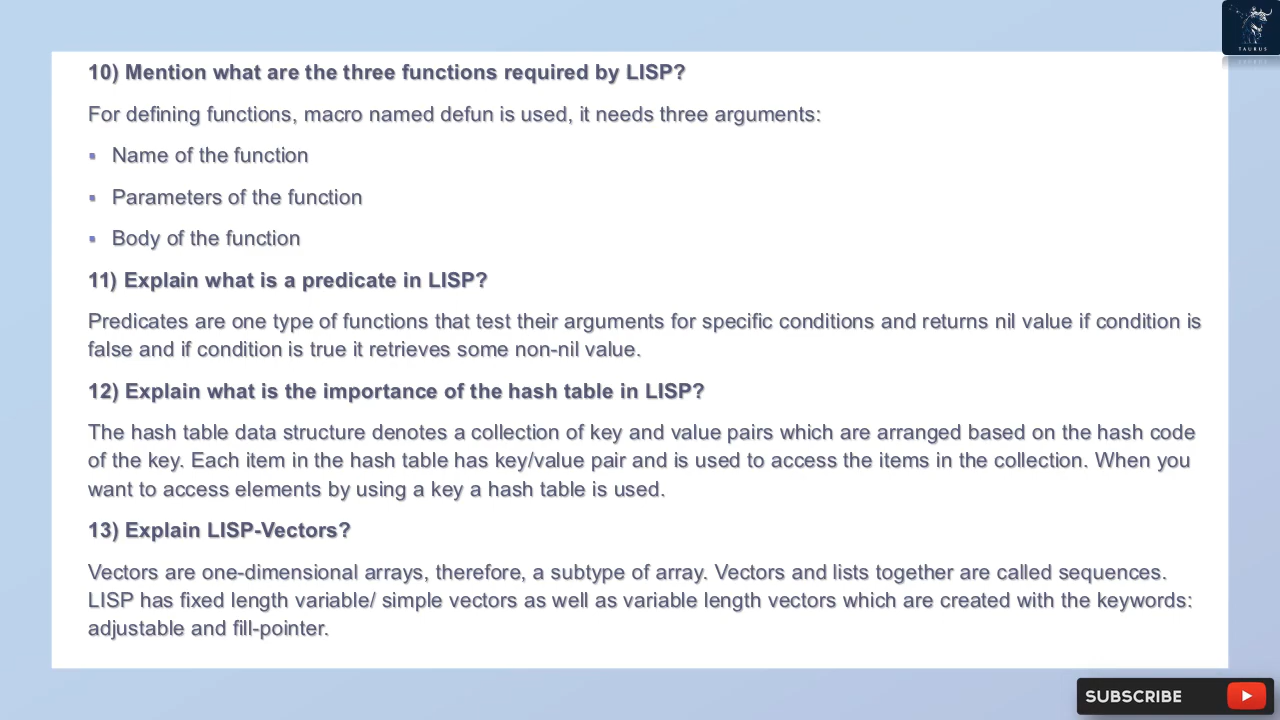 TAURUS
10) Mention what are the three functions required by LISP?
For defining functions, macro named defun is used, it needs three arguments:
▪ Name of the function
▪ Parameters of the function
▪ Body of the function
11) Explain what is a predicate in LISP?
Predicates are one type of functions that test their arguments for specific conditions and returns nil value if condition is
false and if condition is true it retrieves some non-nil value.
12) Explain what is the importance of the hash table in LISP?
The hash table data structure denotes a collection of key and value pairs which are arranged based on the hash code
of the key. Each item in the hash table has key/value pair and is used to access the items in the collection. When you
want to access elements by using a key a hash table is used.
13) Explain LISP-Vectors?
Vectors are one-dimensional arrays, therefore, a subtype of array. Vectors and lists together are called sequences.
LISP has fixed length variable/ simple vectors as well as variable length vectors which are created with the keywords:
adjustable and fill-pointer.
SUBSCRIBE